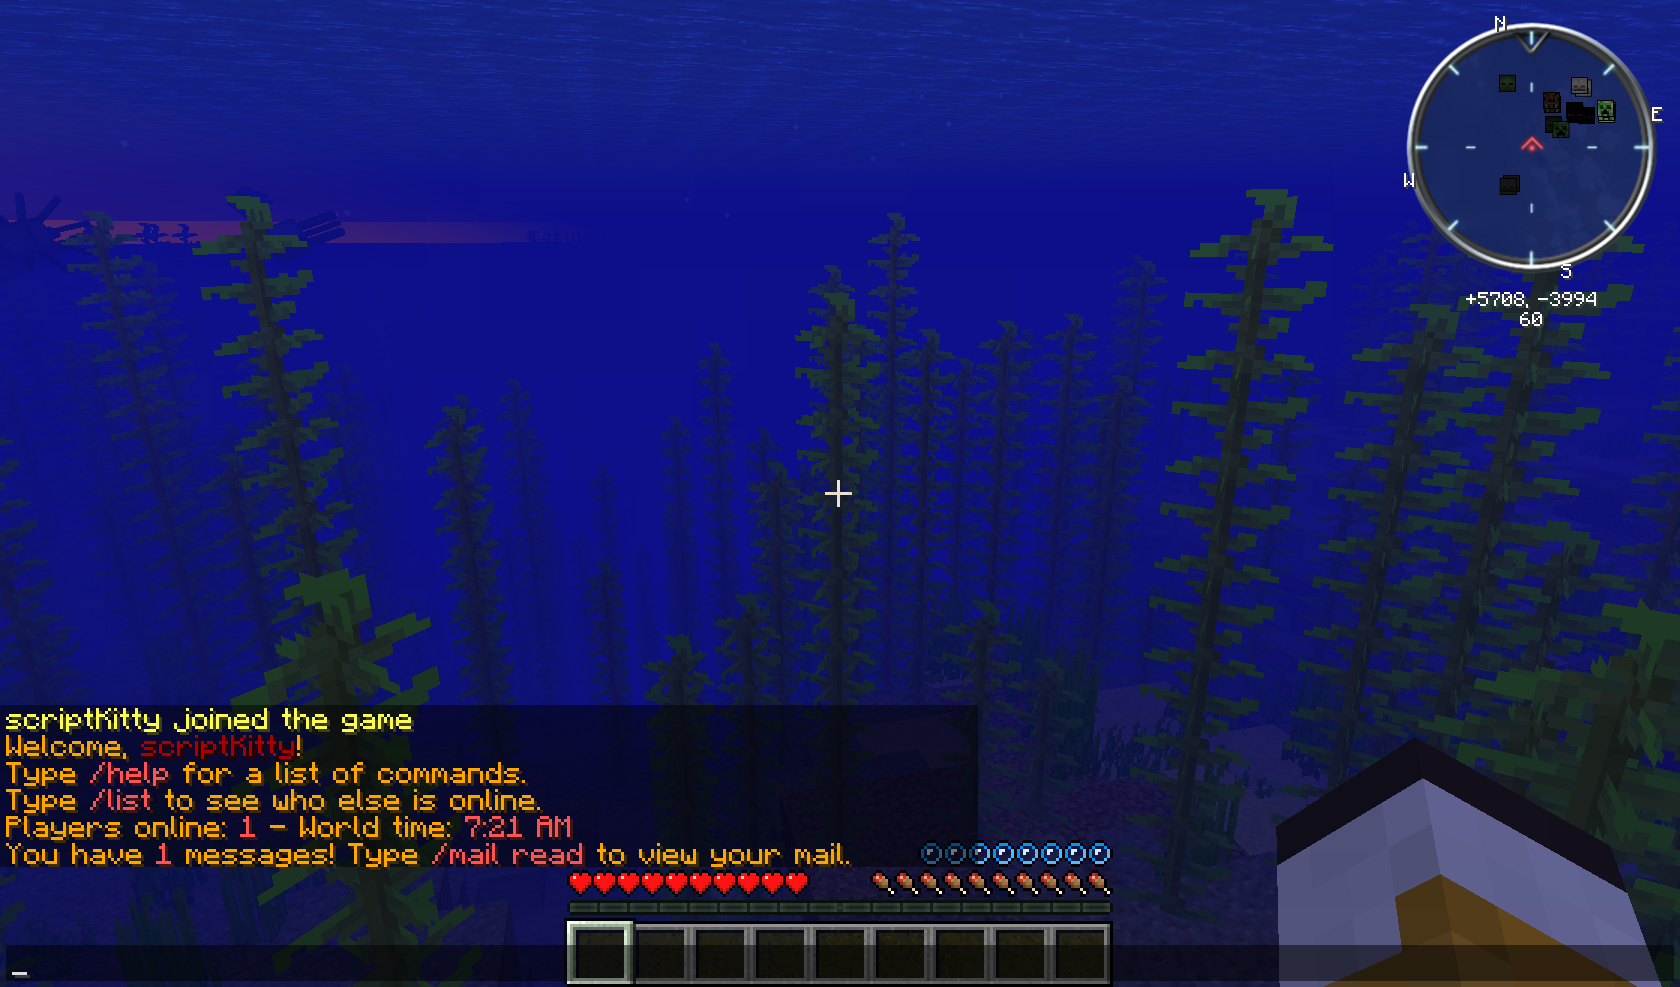 N
E
W
S
+5708, -3994
60
scriptKitty joined the game
Welcome, scriptKitty!
Type /help for a list of commands.
Type /list to see who else is online.
Players online: 1 - World time: 7:21 AM
You have 1 messages! Type /mail read to view your mail.
_